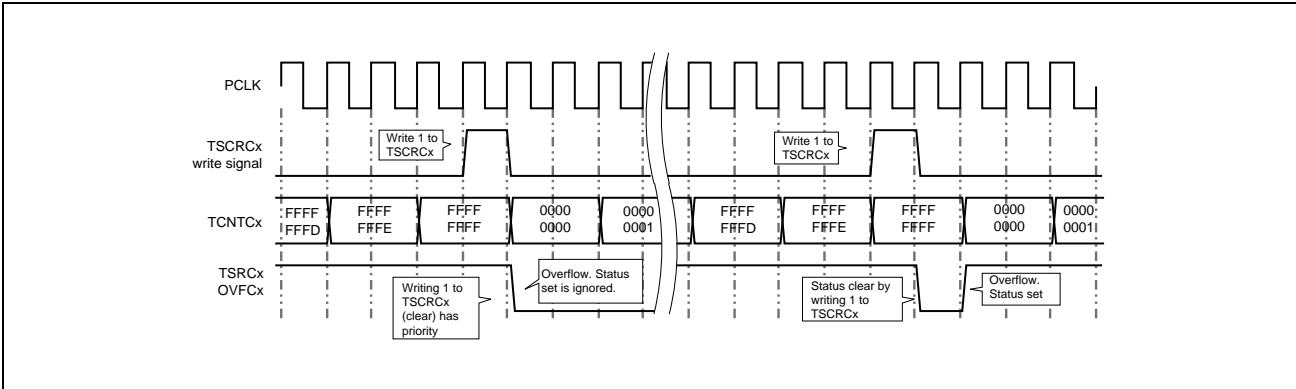 PCLK
TSCRCx
write signal
Write 1 to
TSCRCx
Write 1 to
TSCRCx
TCNTCx
FFFF
FFFD
FFFF
FFFE
FFFF
FFFF
0000
0000
0000
0001
FFFF
FFFD
FFFF
FFFE
FFFF
FFFF
0000
0000
0000
0001
TSRCx
OVFCx
Writing 1 to
TSCRCx
(clear) has
priority
Overflow. Status
set is ignored.
Status clear by
writing 1 to
TSCRCx
Overflow.
Status set